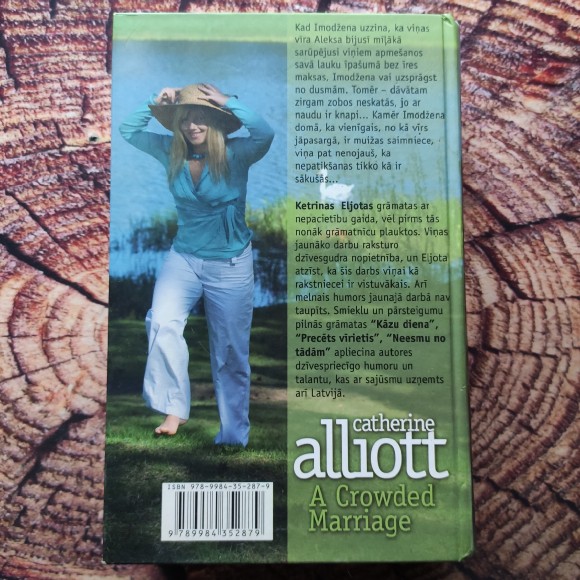 Kad Imodžena uzzina, ka viņas
vīra Aleksa bijusī mīļākā
sarūpējusi viņiem apmešanos
savā lauku īpašumā bez īres
maksas, Imodžena vai uzsprāgst
no dusmām. Tomēr – dāvātam
zirgam zobos neskatās, jo ar
naudu ir knapi... Kamēr Imodžena
domā, ka vienīgais, no kā vīrs
jāpasargā, ir muižas saimniece,
viņa pat nenojauš, ka
nepatikšanas tikko kā ir
sākušās...
Ketrinas Eljotas grāmatas ar
nepacietību gaida, vēl pirms tās
nonāk grāmatnīcu plauktos. Viņas
jaunāko darbu raksturo
dzīvesgudra nopietnība, un Eljota
atzīst, ka šis darbs viņai kā
rakstniecei ir vistuvākais. Arī
melnais humors jaunajā darbā nav
taupīts. Smieklu un pārsteigumu
pilnās grāmatas "Kāzu diena",
"Precēts vīrietis", "Neesmu no
tādām" apliecina autores
dzīvespriecīgo humoru un
talantu, kas ar sajūsmu uzņemts
arī Latvijā.
catherine
alliott
A Crowded
Marriage
ISBN 978-9984-35-287-9
9 789984 352879